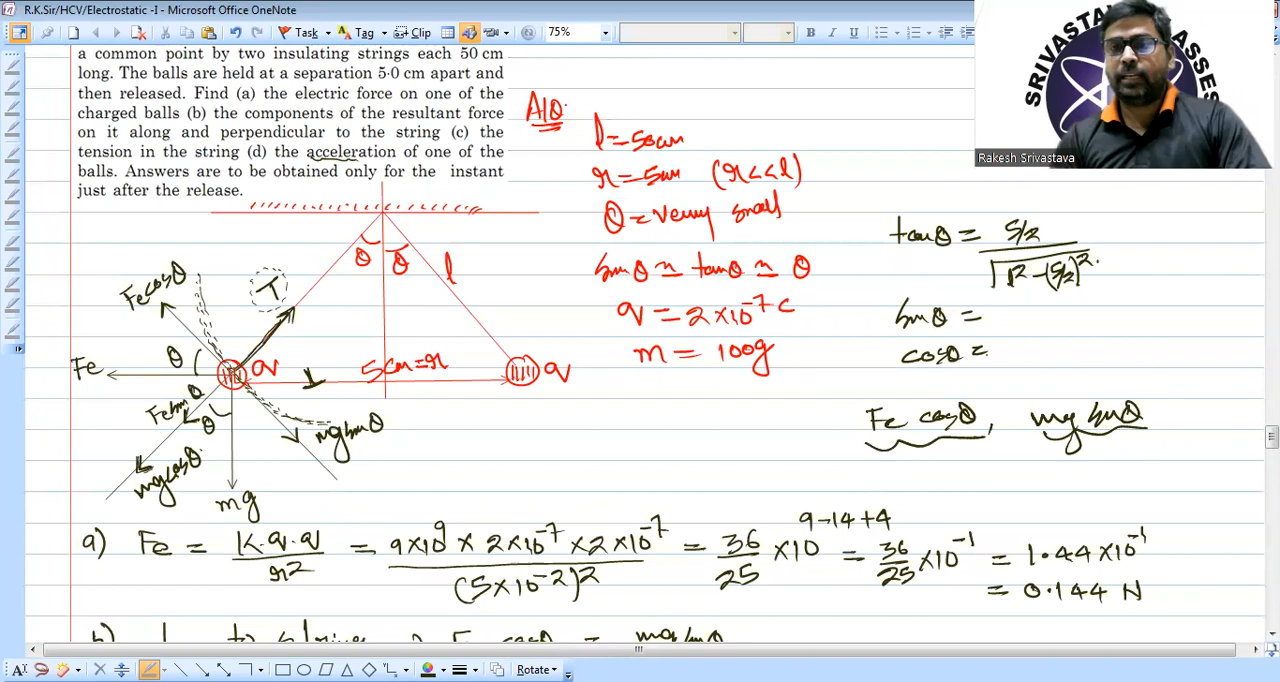 R.K.Sir/HCV/Electrostatic -I - Microsoft Office OneNote
Task
Tag
Clip
75%
a common point by two insulating strings each 50 cm
long. The balls are held at a separation 5·0 cm apart and
then released. Find (a) the electric force on one of the
charged balls (b) the components of the resultant force
on it along and perpendicular to the string (c) the
tension in the string (d) the acceleration of one of the
balls. Answers are to be obtained only for the instant
just after the release.
A/Q
l = 50cm
r = 5cm (r<<l)
θ = very small
sinθ ≃ tanθ ≃ θ
q = 2×10⁻⁷ C
m = 100g
tanθ = 5/2 / √l² - (5/2)²
sinθ =
cosθ =
Fe cosθ, mg sinθ
Fe cosθ
T
θ θ l
θ
Fe
q
5cm=r
q
Fe sinθ
θ
mg sinθ
mg cosθ
mg
a) Fe = K·q·q / r² = 9×10⁹ × 2×10⁻⁷ × 2×10⁻⁷ / (5×10⁻²)² = 36/25 ×10⁹⁻¹⁴⁺⁴ = 36/25 ×10⁻¹ = 1.44×10⁻¹
= 0.144 N
Rotate
SRIVASTAVA CLASSES
Rakesh Srivastava